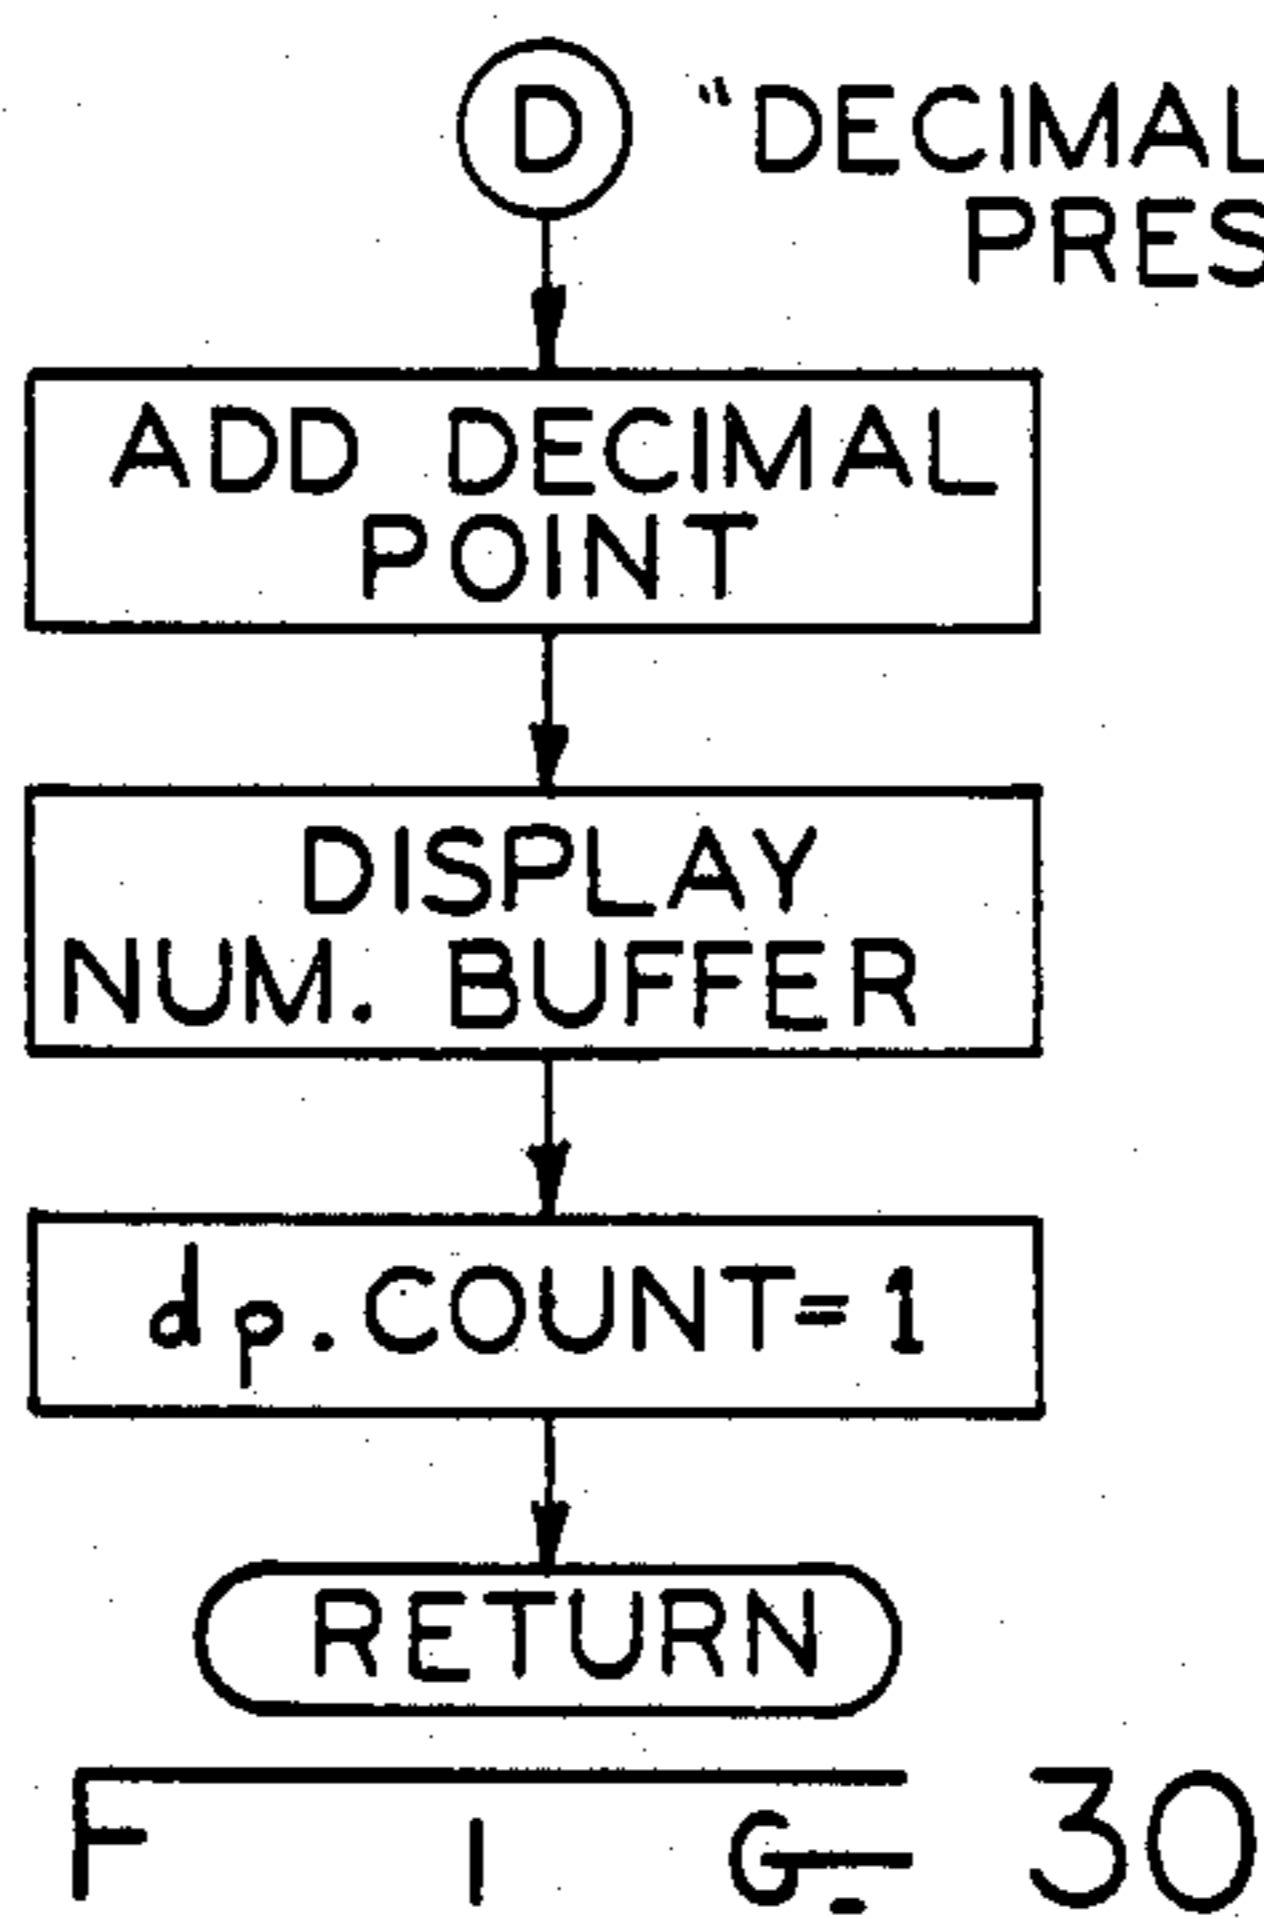 D "DECIMAL
PRES
ADD DECIMAL
POINT
DISPLAY
NUM. BUFFER
dp.COUNT=1
RETURN
FIG. 30